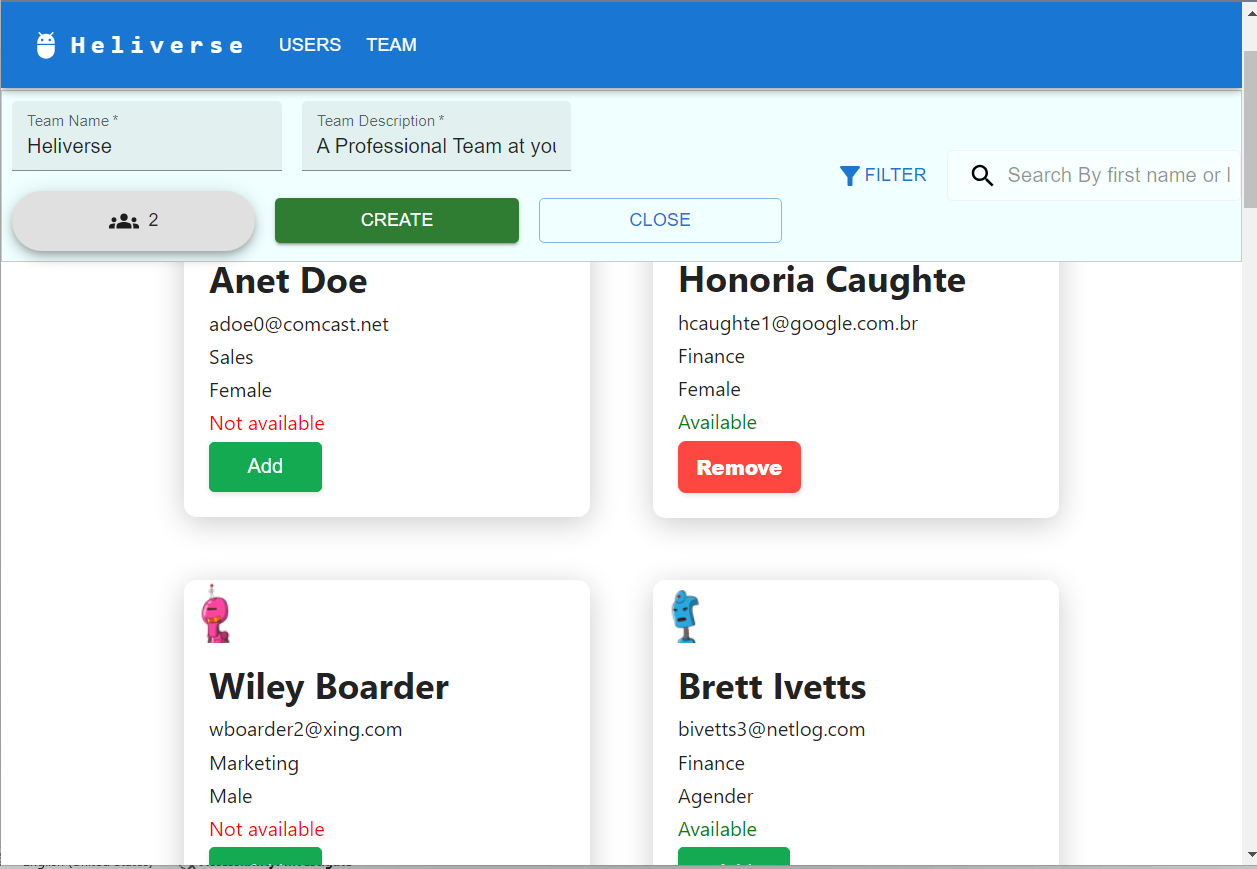 Heliverse USERS TEAM
Team Name *
Heliverse
Team Description *
A Professional Team at you
FILTER
Search By first name or l
2
CREATE
CLOSE
Anet Doe
adoe0@comcast.net
Sales
Female
Not available
Add
Honoria Caughte
hcaughte1@google.com.br
Finance
Female
Available
Remove
Wiley Boarder
wboarder2@xing.com
Marketing
Male
Not available
Brett Ivetts
bivetts3@netlog.com
Finance
Agender
Available